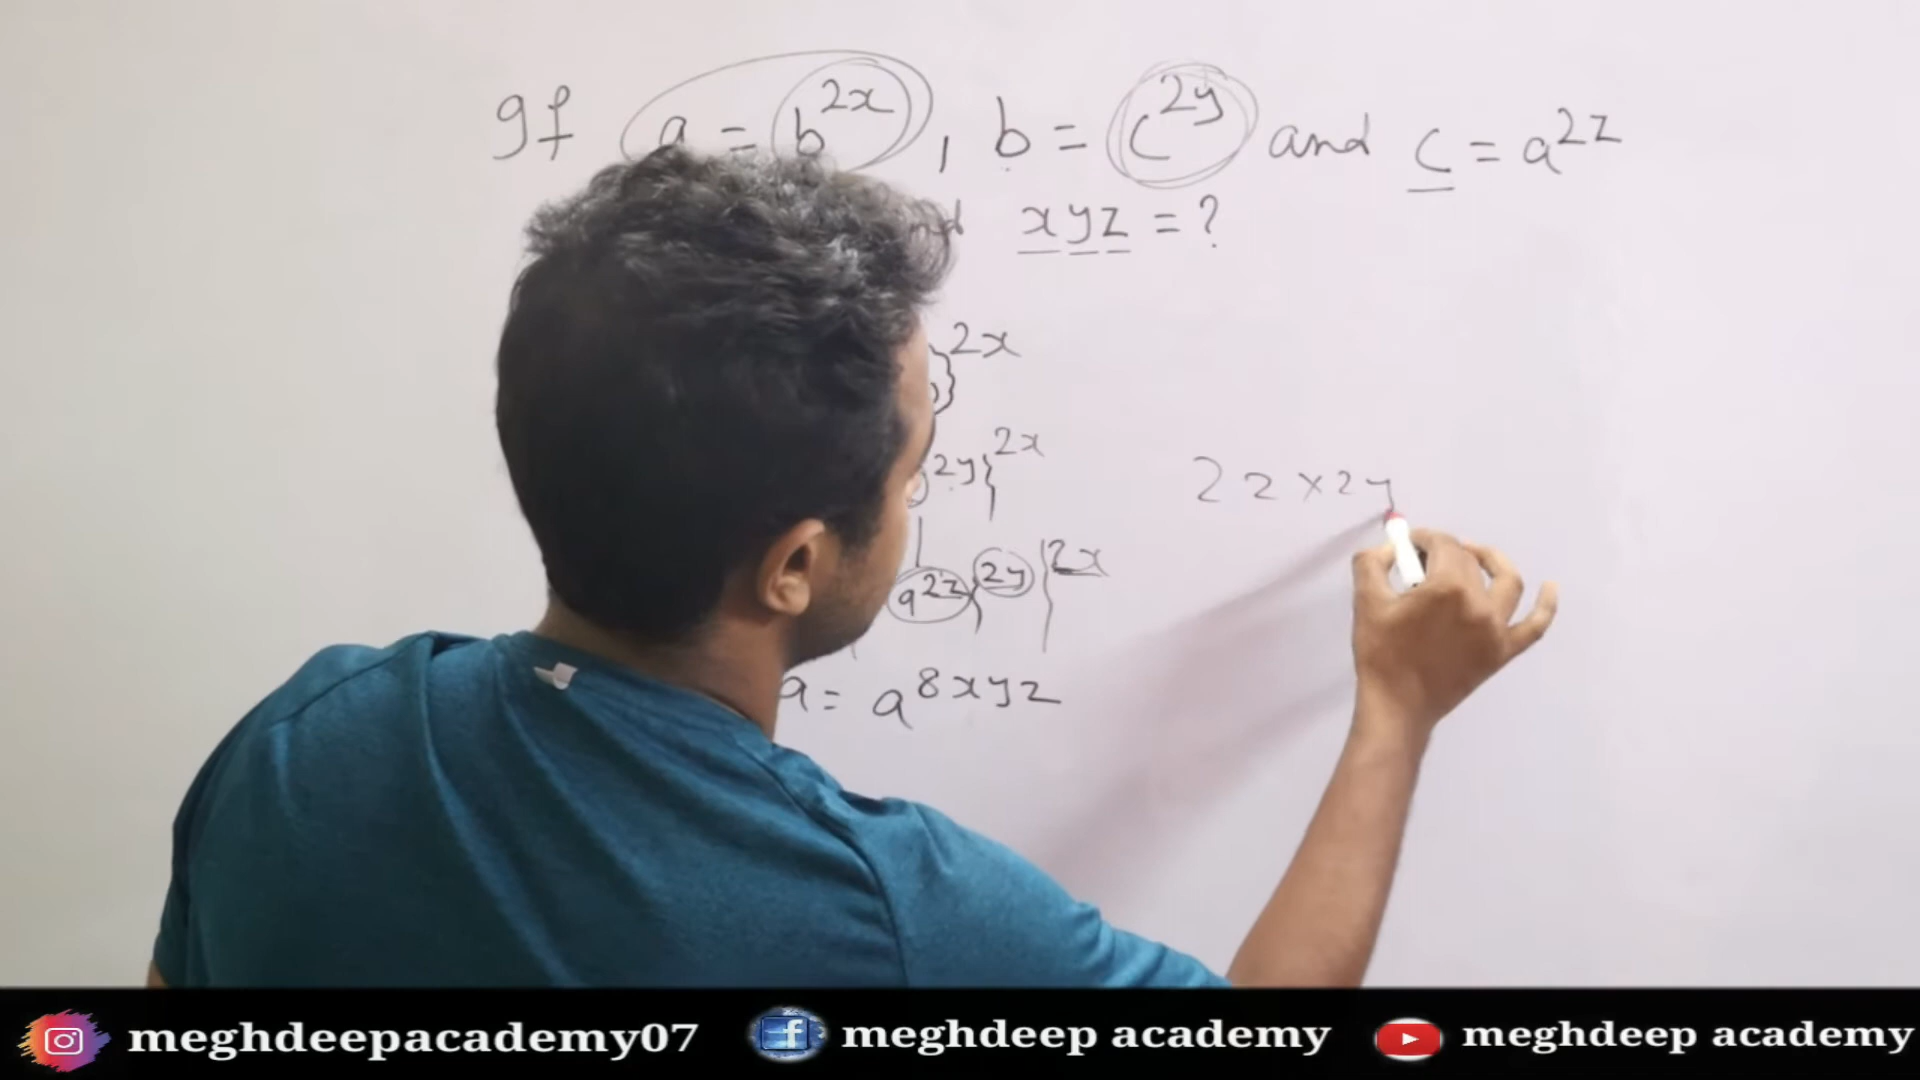 If a = b^2x, b = c^2y and c = a^2z
xyz = ?
}^2x
2y}^2x
2z×2y
a^2z 2y}^2x
a = a^8xyz
meghdeepacademy07 f meghdeep academy meghdeep academy